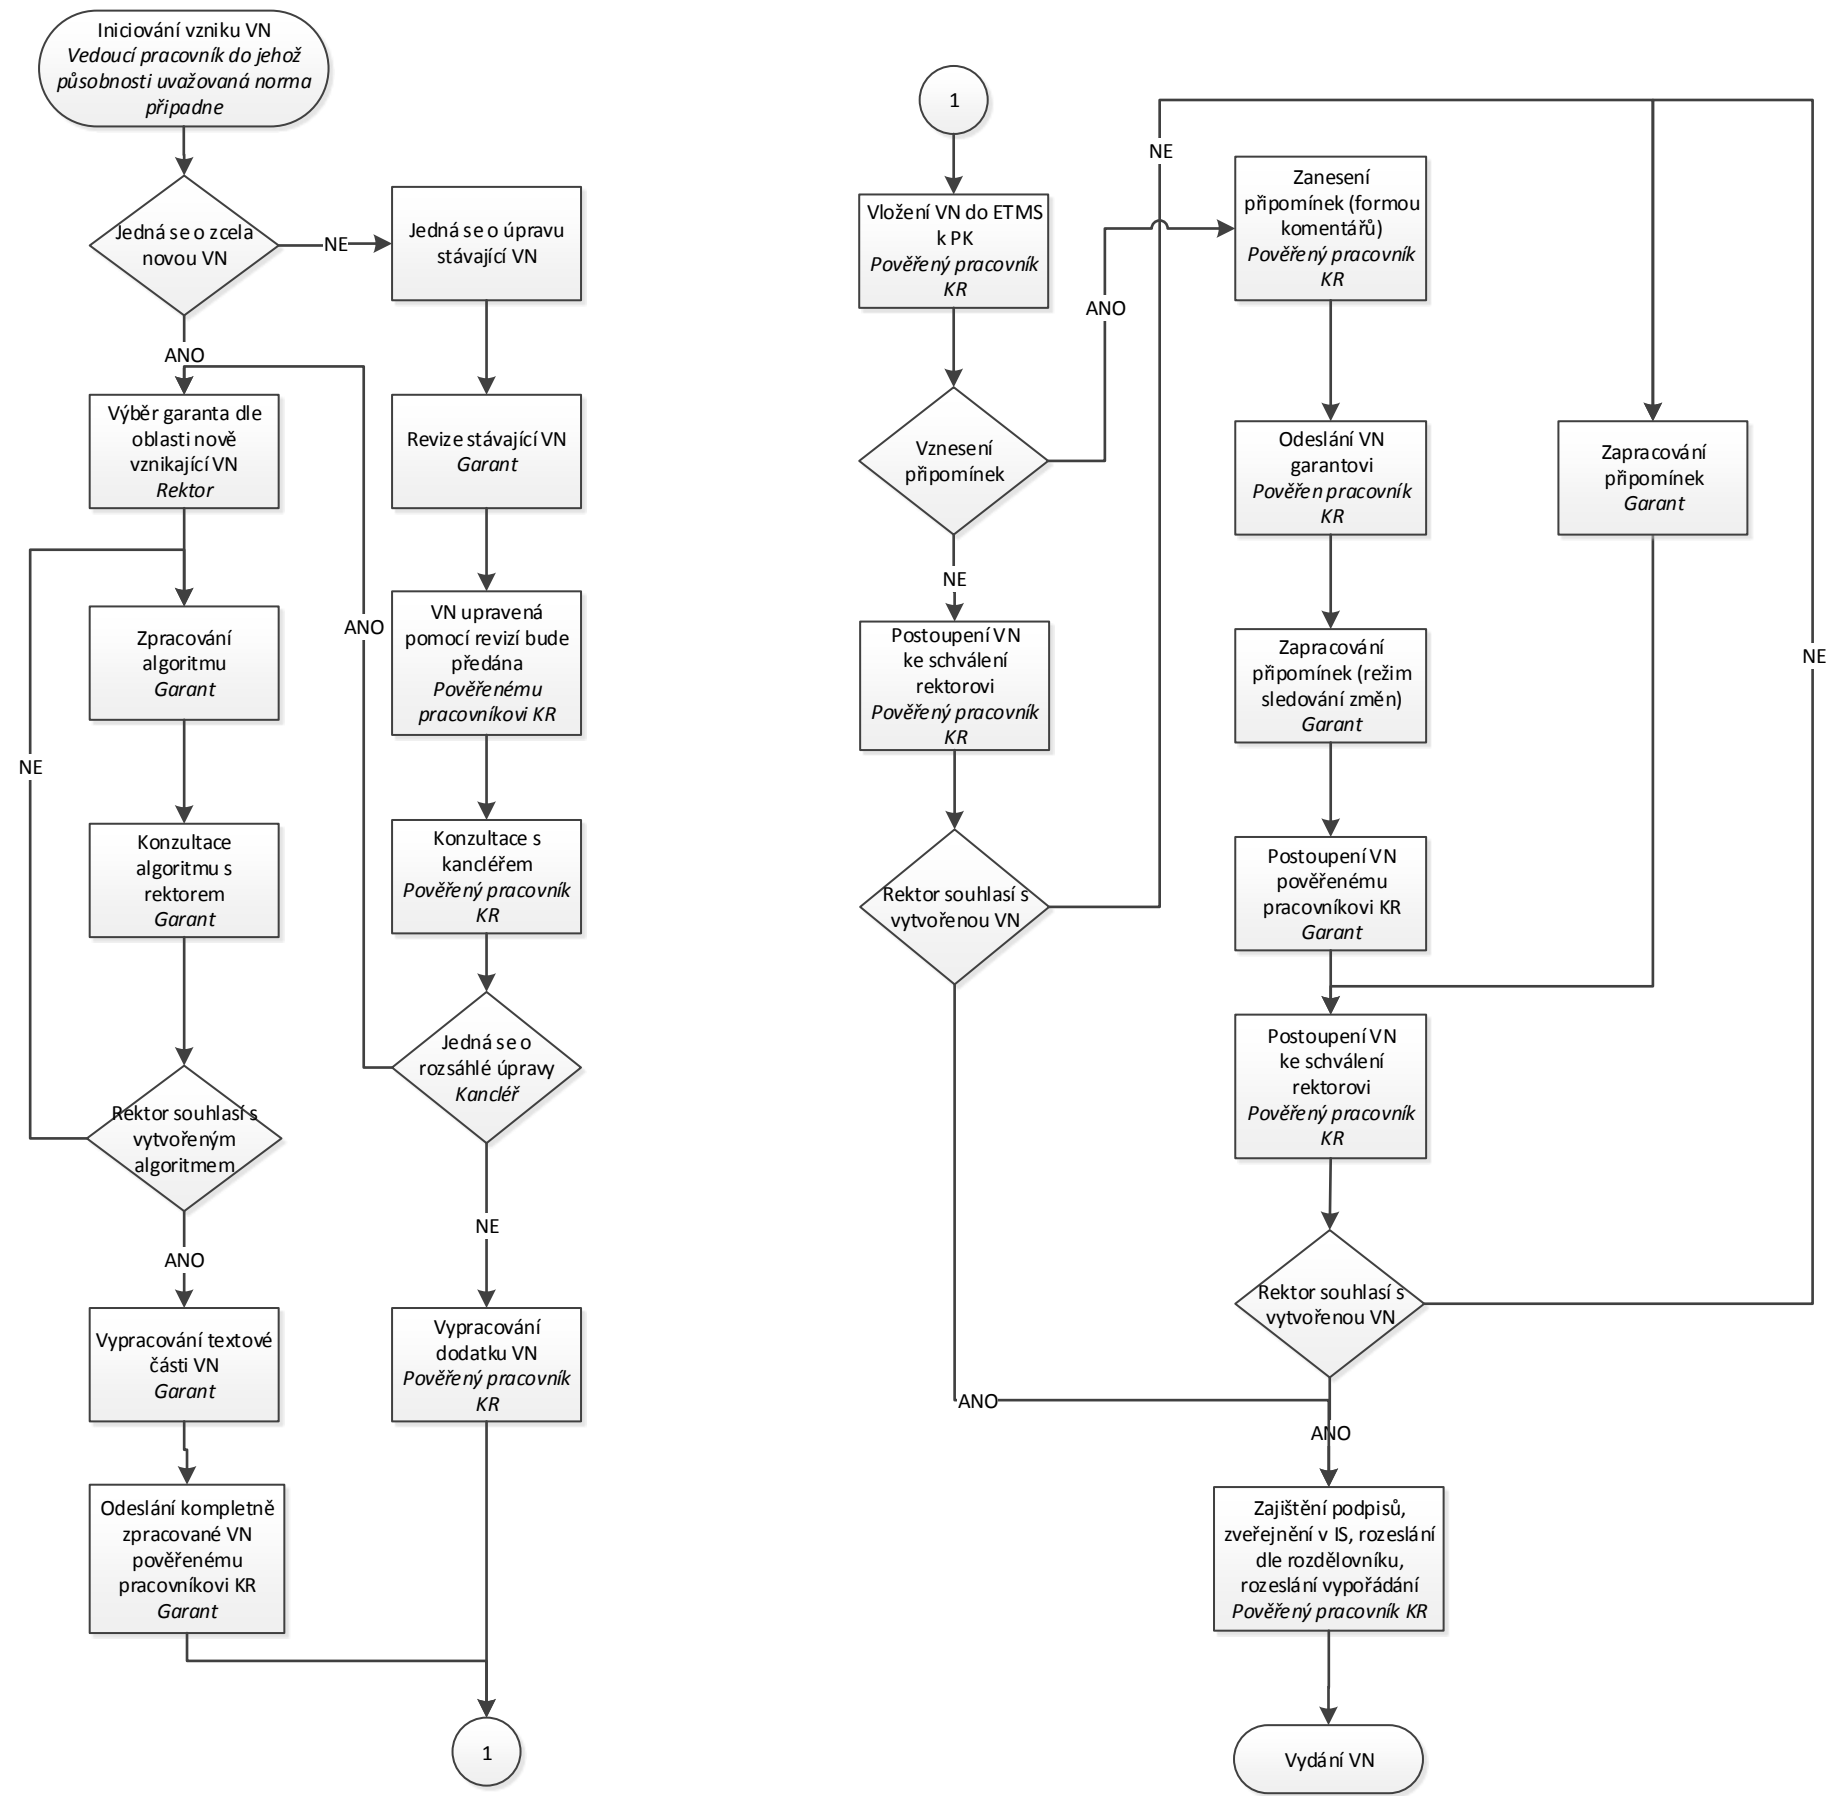 Iniciování vzniku VN
Vedoucí pracovník do jehož
působnosti uvažovaná norma
připadne
Jedná se o zcela
novou VN
NE
Jedná se o úpravu
stávající VN
ANO
Výběr garanta dle
oblasti nově
vznikající VN
Rektor
Revize stávající VN
Garant
Zpracování
algoritmu
Garant
VN upravená
pomocí revizí bude
předána
Pověřenému
pracovníkovi KR
ANO
NE
Konzultace
algoritmu s
rektorem
Garant
Konzultace s
kancléřem
Pověřený pracovník
KR
Jedná se o
rozsáhlé úpravy
Kancléř
Rektor souhlasí s
vytvořeným
algoritmem
NE
ANO
Vypracování textové
části VN
Garant
Vypracování
dodatku VN
Pověřený pracovník
KR
Odeslání kompletně
zpracované VN
pověřenému
pracovníkovi KR
Garant
1
1
Vložení VN do ETMS
k PK
Pověřený pracovník
KR
NE
Zanesení
připomínek (formou
komentářů)
Pověřený pracovník
KR
ANO
Vznesení
připomínek
Odeslání VN
garantovi
Pověřen pracovník
KR
Zapracování
připomínek
Garant
NE
Postoupení VN
ke schválení
rektorovi
Pověřený pracovník
KR
Zapracování
připomínek (režim
sledování změn)
Garant
NE
Rektor souhlasí s
vytvořenou VN
Postoupení VN
pověřenému
pracovníkovi KR
Garant
Postoupení VN
ke schválení
rektorovi
Pověřený pracovník
KR
Rektor souhlasí s
vytvořenou VN
ANO
ANO
Zajištění podpisů,
zveřejnění v IS, rozeslání
dle rozdělovníku,
rozeslání vypořádání
Pověřený pracovník KR
Vydání VN